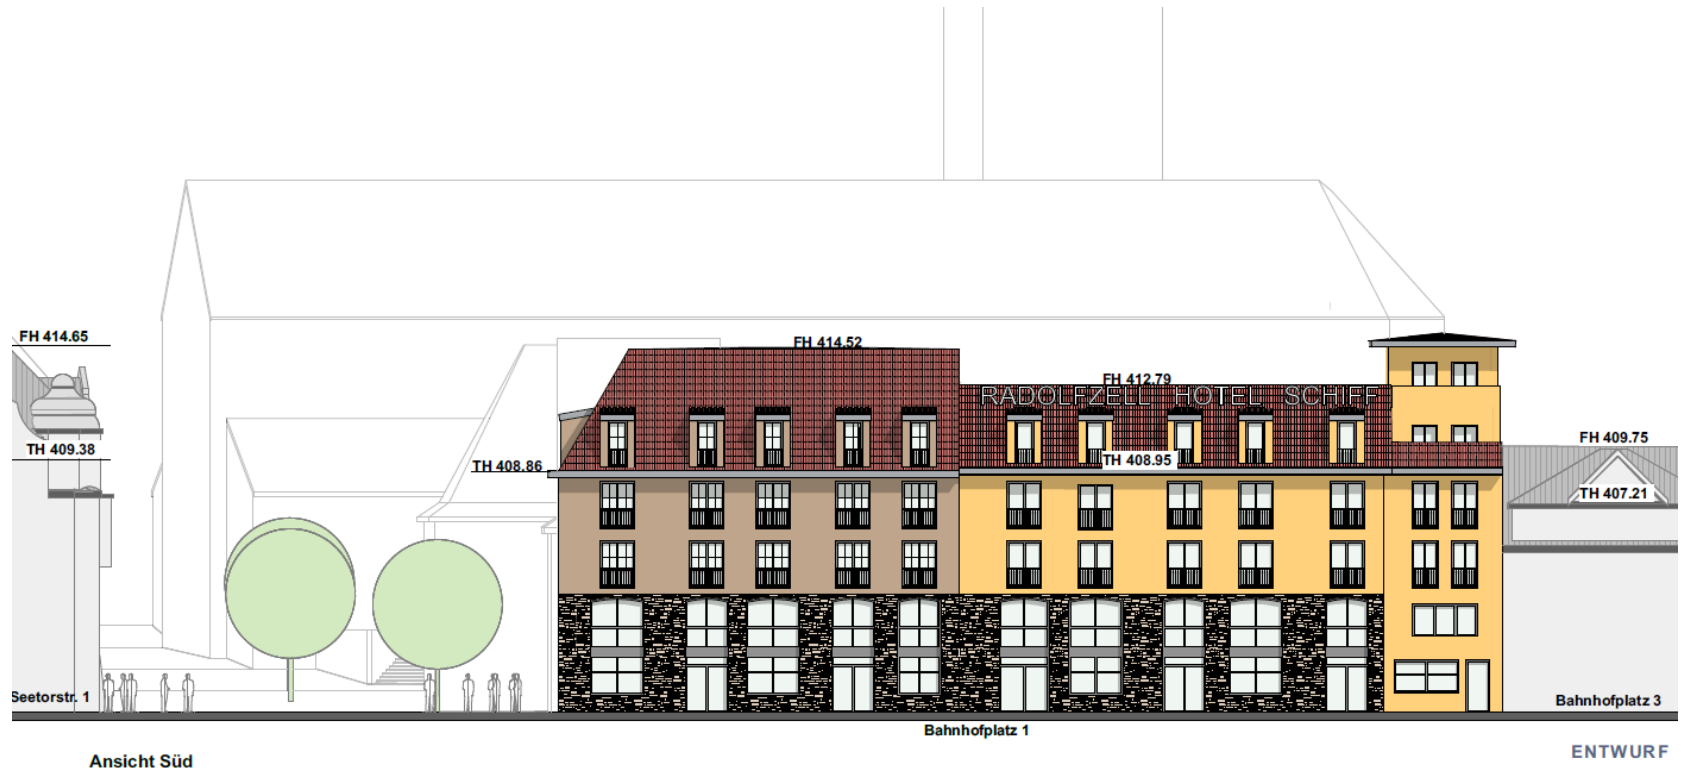 FH 414.65
FH 414.52
FH 412.79
RADOLFZELL HOTEL SCHIFF
TH 409.38
TH 408.86
TH 408.95
FH 409.75
TH 407.21
Seetorstr. 1
Bahnhofplatz 3
Bahnhofplatz 1
Ansicht Süd
ENTWURF